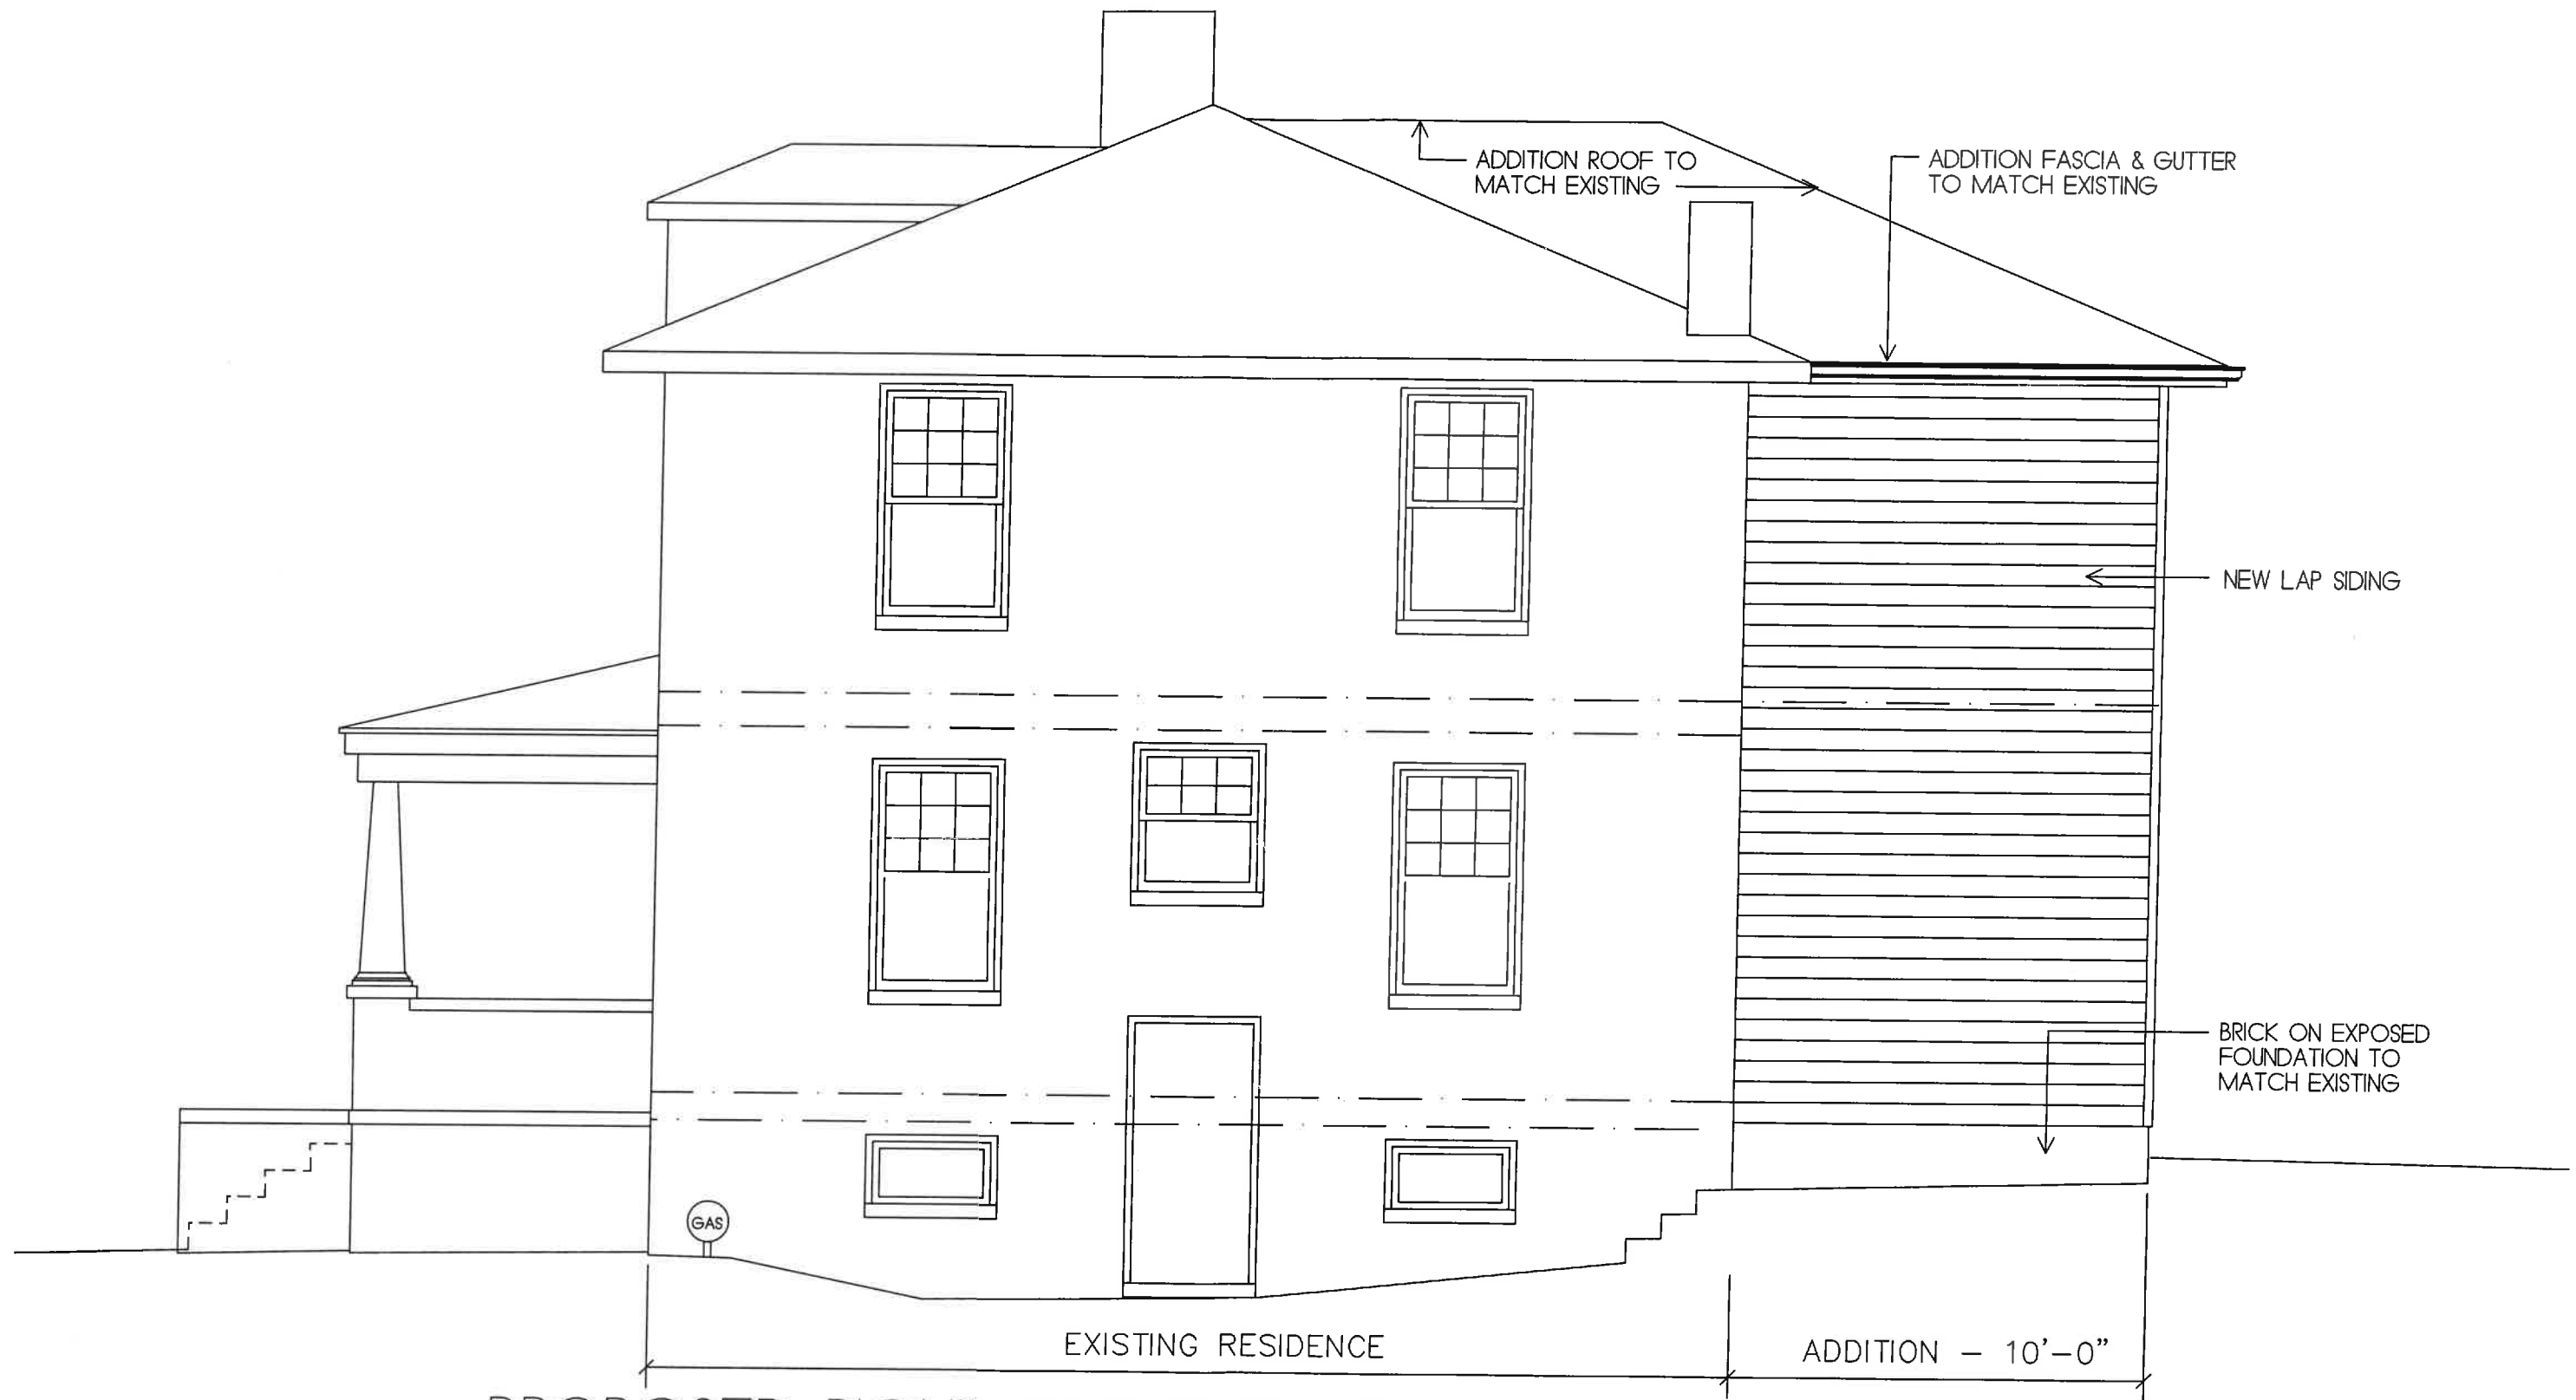 ADDITION ROOF TO
MATCH EXISTING
ADDITION FASCIA & GUTTER
TO MATCH EXISTING
NEW LAP SIDING
BRICK ON EXPOSED
FOUNDATION TO
MATCH EXISTING
GAS
EXISTING RESIDENCE
ADDITION – 10'–0"